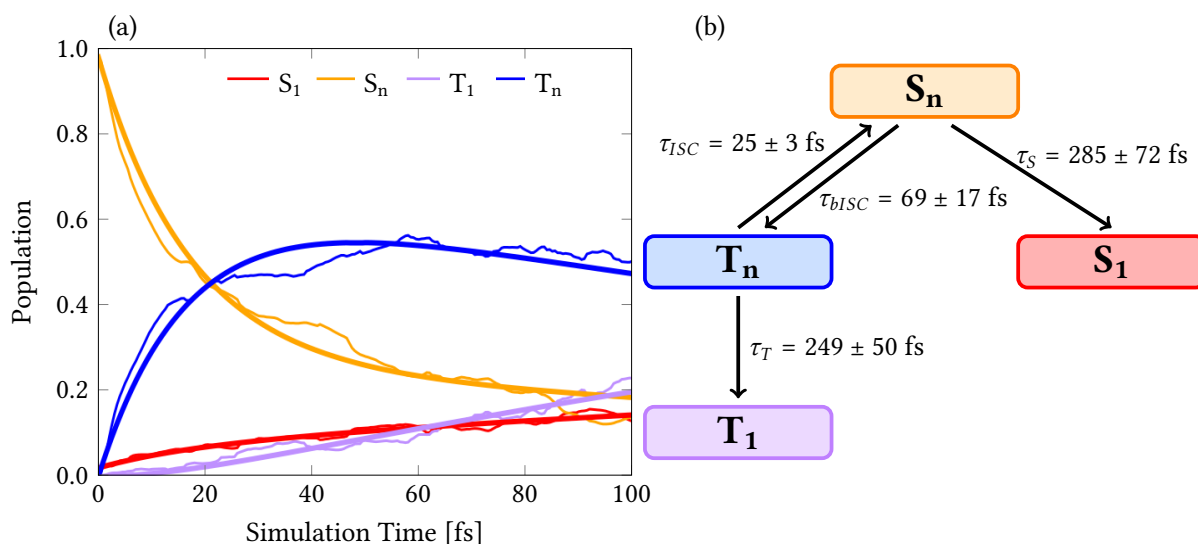 (a)
Population
1.0
0.8
0.6
0.4
0.2
0.0
S1 Sn T1 Tn
0 20 40 60 80 100
Simulation Time [fs]
(b)
Sn
τISC = 25 ± 3 fs
τS = 285 ± 72 fs
τbISC = 69 ± 17 fs
Tn
S1
τT = 249 ± 50 fs
T1